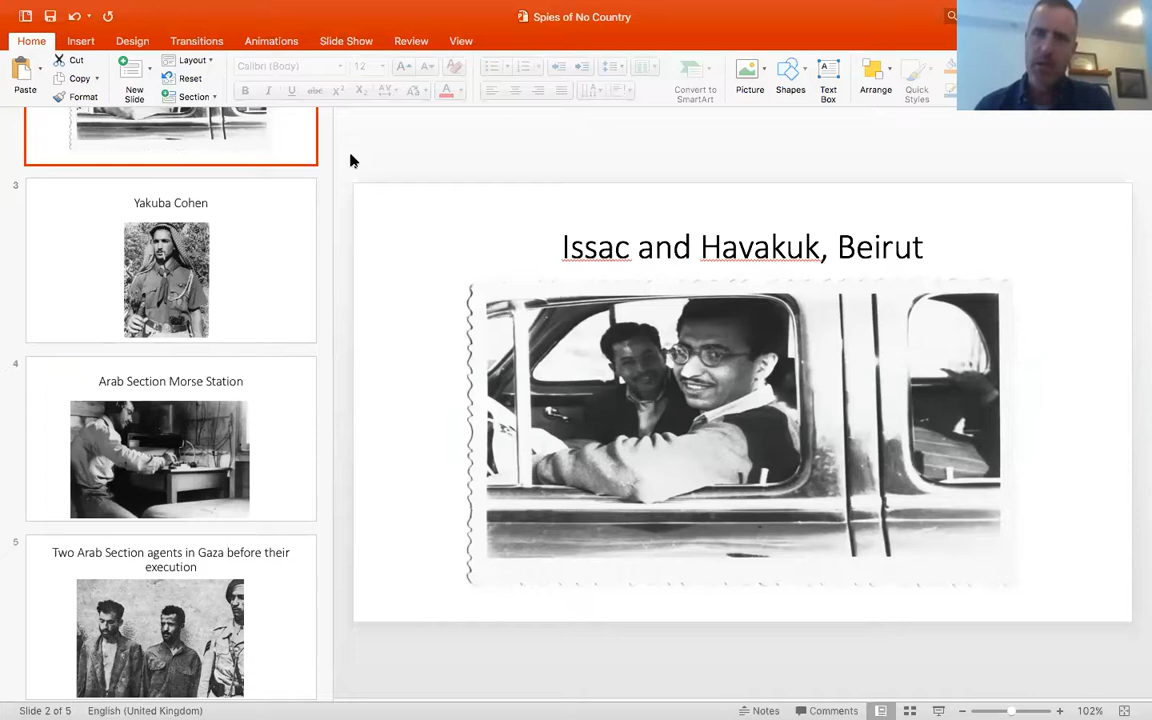 Spies of No Country
Home Insert Design Transitions Animations Slide Show Review View
Paste
Cut
Copy
Format
New
Slide
Layout
Reset
Section
Calibri (Body) 12
Convert to
SmartArt
Picture
Shapes
Text
Box
Arrange
Quick
Styles
3
Yakuba Cohen
4
Arab Section Morse Station
5
Two Arab Section agents in Gaza before their
execution
Issac and Havakuk, Beirut
Slide 2 of 5 English (United Kingdom) Notes Comments 102%